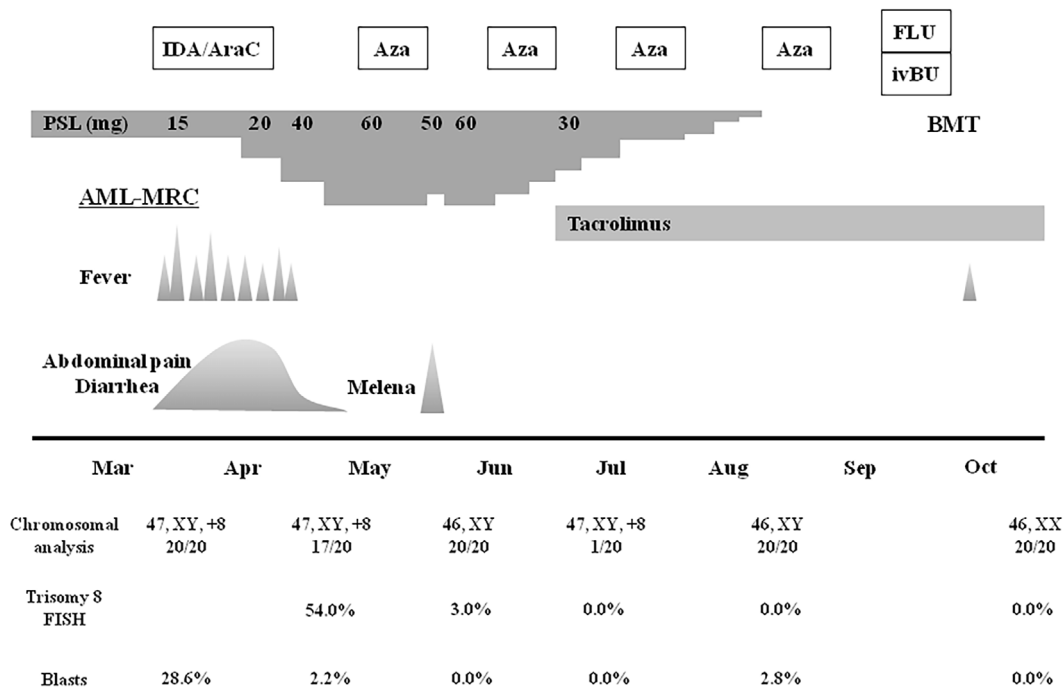 IDA/AraC Aza Aza Aza Aza FLU
ivBU
PSL (mg) 15 20 40 60 50 60 30 BMT
AML-MRC
Tacrolimus
Fever
Abdominal pain
Diarrhea
Melena
Mar Apr May Jun Jul Aug Sep Oct
Chromosomal analysis
47, XY, +8 47, XY, +8 46, XY 47, XY, +8 46, XY 46, XX
20/20 17/20 20/20 1/20 20/20 20/20
Trisomy 8
FISH
54.0% 3.0% 0.0% 0.0% 0.0%
Blasts 28.6% 2.2% 0.0% 0.0% 2.8% 0.0%